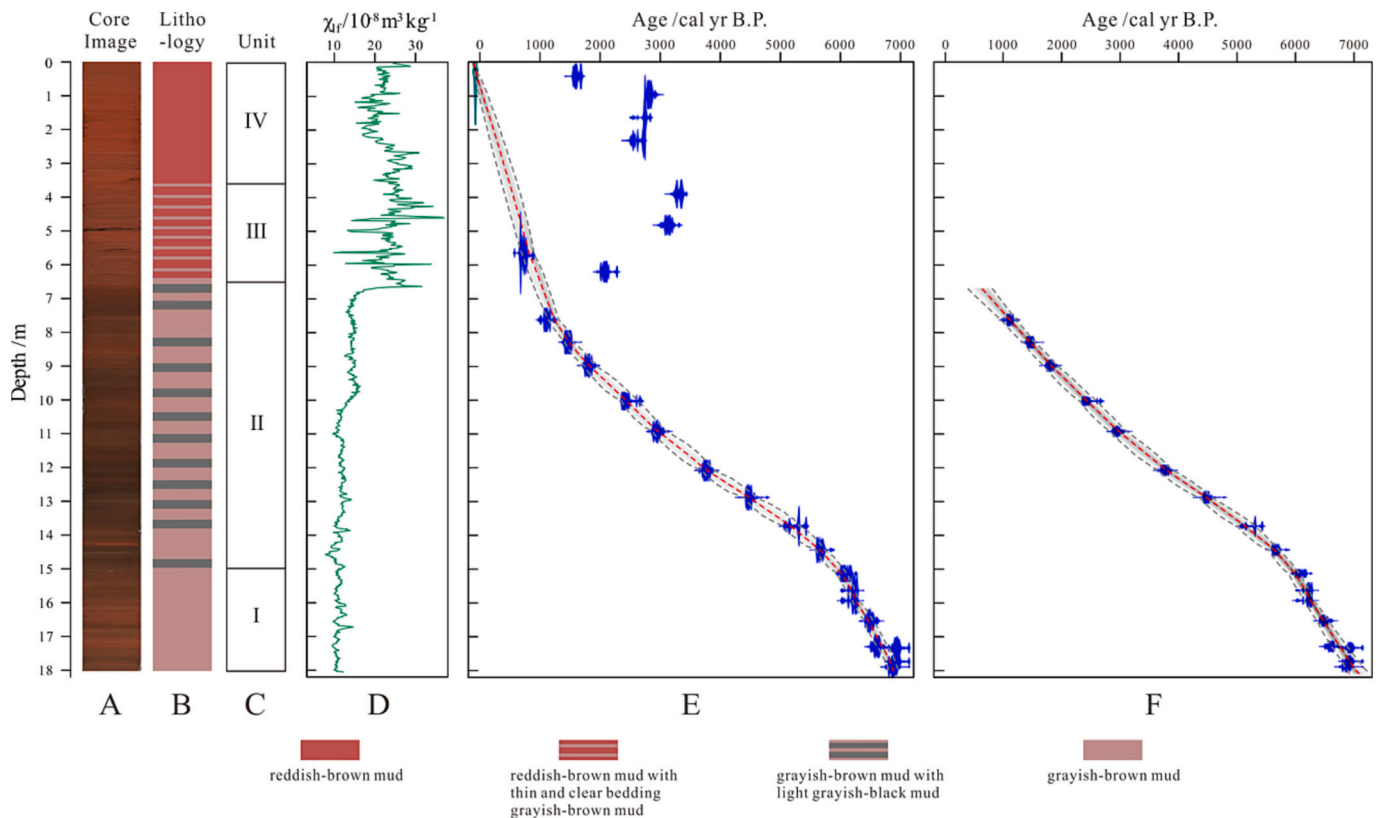 Core Image
Litho-logy
Unit
χlf/10⁻⁸m³kg⁻¹
10 20 30
Age /cal yr B.P.
0 1000 2000 3000 4000 5000 6000 7000
Age /cal yr B.P.
0 1000 2000 3000 4000 5000 6000 7000
Depth /m
0
1
2
3
4
5
6
7
8
9
10
11
12
13
14
15
16
17
18
IV
III
II
I
A B C D E F
reddish-brown mud
reddish-brown mud with
thin and clear bedding
grayish-brown mud
grayish-brown mud with
light grayish-black mud
grayish-brown mud